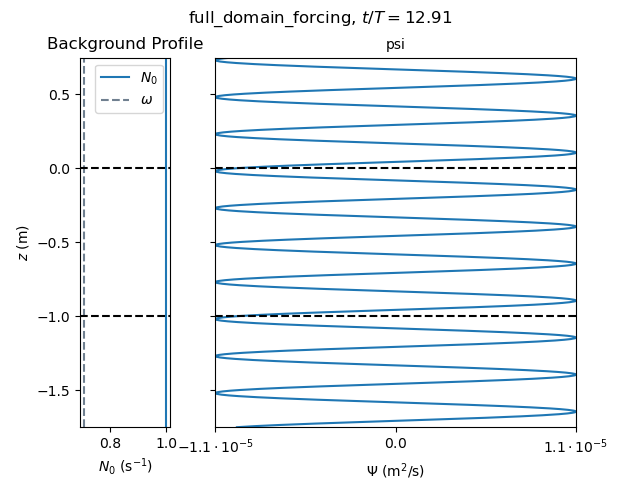 full_domain_forcing, t/T = 12.91
Background Profile
psi
N₀
ω
0.5
0.0
−0.5
−1.0
−1.5
z (m)
0.8
1.0
−1.1 · 10⁻⁵
0.0
1.1 · 10⁻⁵
N₀ (s⁻¹)
Ψ (m²/s)